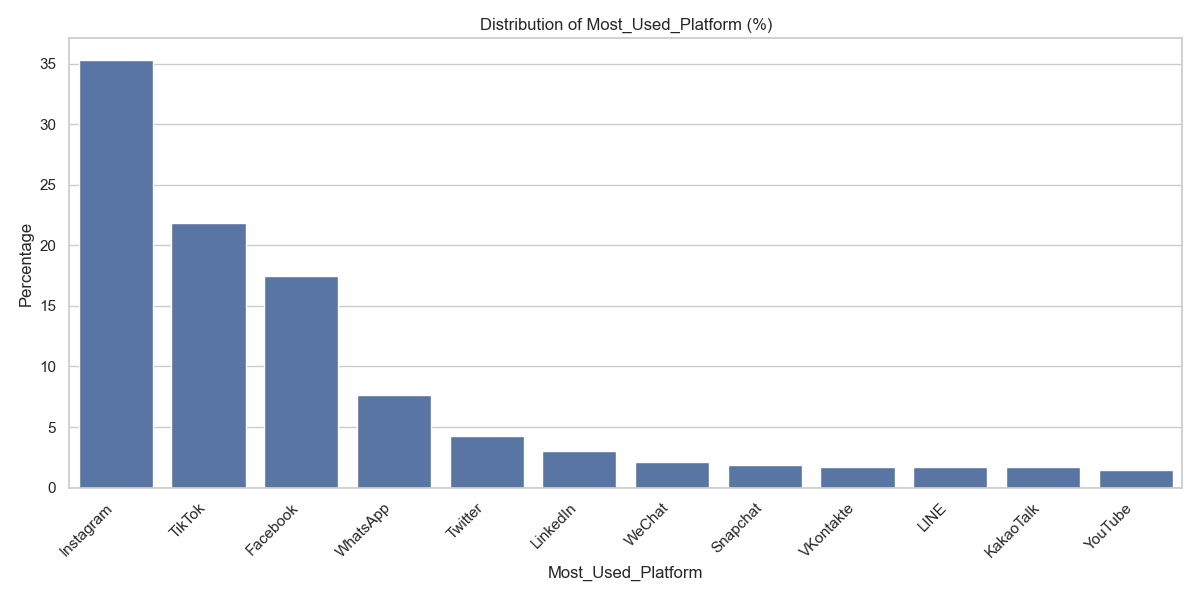 Distribution of Most_Used_Platform (%)
Percentage
35
30
25
20
15
10
5
0
Instagram
TikTok
Facebook
WhatsApp
Twitter
LinkedIn
WeChat
Snapchat
VKontakte
LINE
KakaoTalk
YouTube
Most_Used_Platform